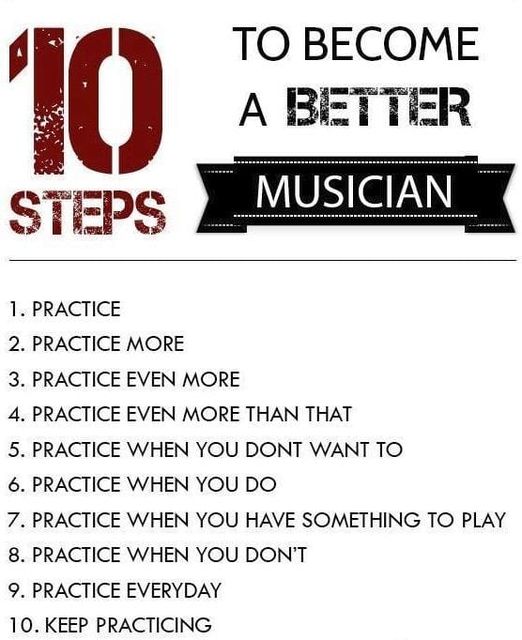 10 STEPS
TO BECOME
A BETTER
MUSICIAN
1. PRACTICE
2. PRACTICE MORE
3. PRACTICE EVEN MORE
4. PRACTICE EVEN MORE THAN THAT
5. PRACTICE WHEN YOU DONT WANT TO
6. PRACTICE WHEN YOU DO
7. PRACTICE WHEN YOU HAVE SOMETHING TO PLAY
8. PRACTICE WHEN YOU DON'T
9. PRACTICE EVERYDAY
10. KEEP PRACTICING